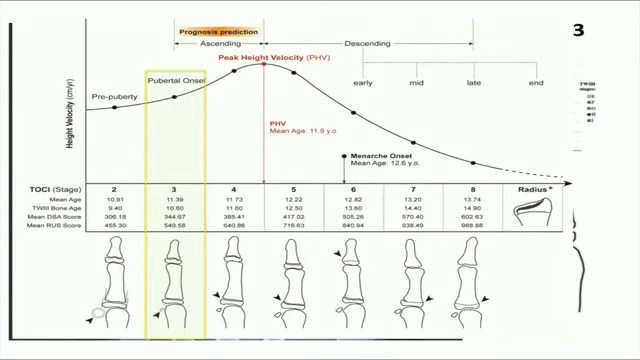 Prognosis prediction
3
Ascending
Descending
Peak Height Velocity (PHV)
Pubertal Onset
Pre-puberty
early mid late end
Height Velocity (cm/yr)
PHV
Mean Age: 11.9 y.o
Menarche Onset
Mean Age: 12.6 y.o.
TOCI (Stage) 2 3 4 5 6 7 8 Radius*
Mean Age 10.91 11.39 11.73 12.22 12.82 13.20 13.74
TWIII Bone Age 9.40 10.60 11.60 12.50 13.60 14.40 14.90
Mean DSA Score 306.18 344.67 385.41 417.02 505.26 570.40 602.63
Mean RUS Score 455.30 549.58 640.86 716.63 840.94 938.49 988.88